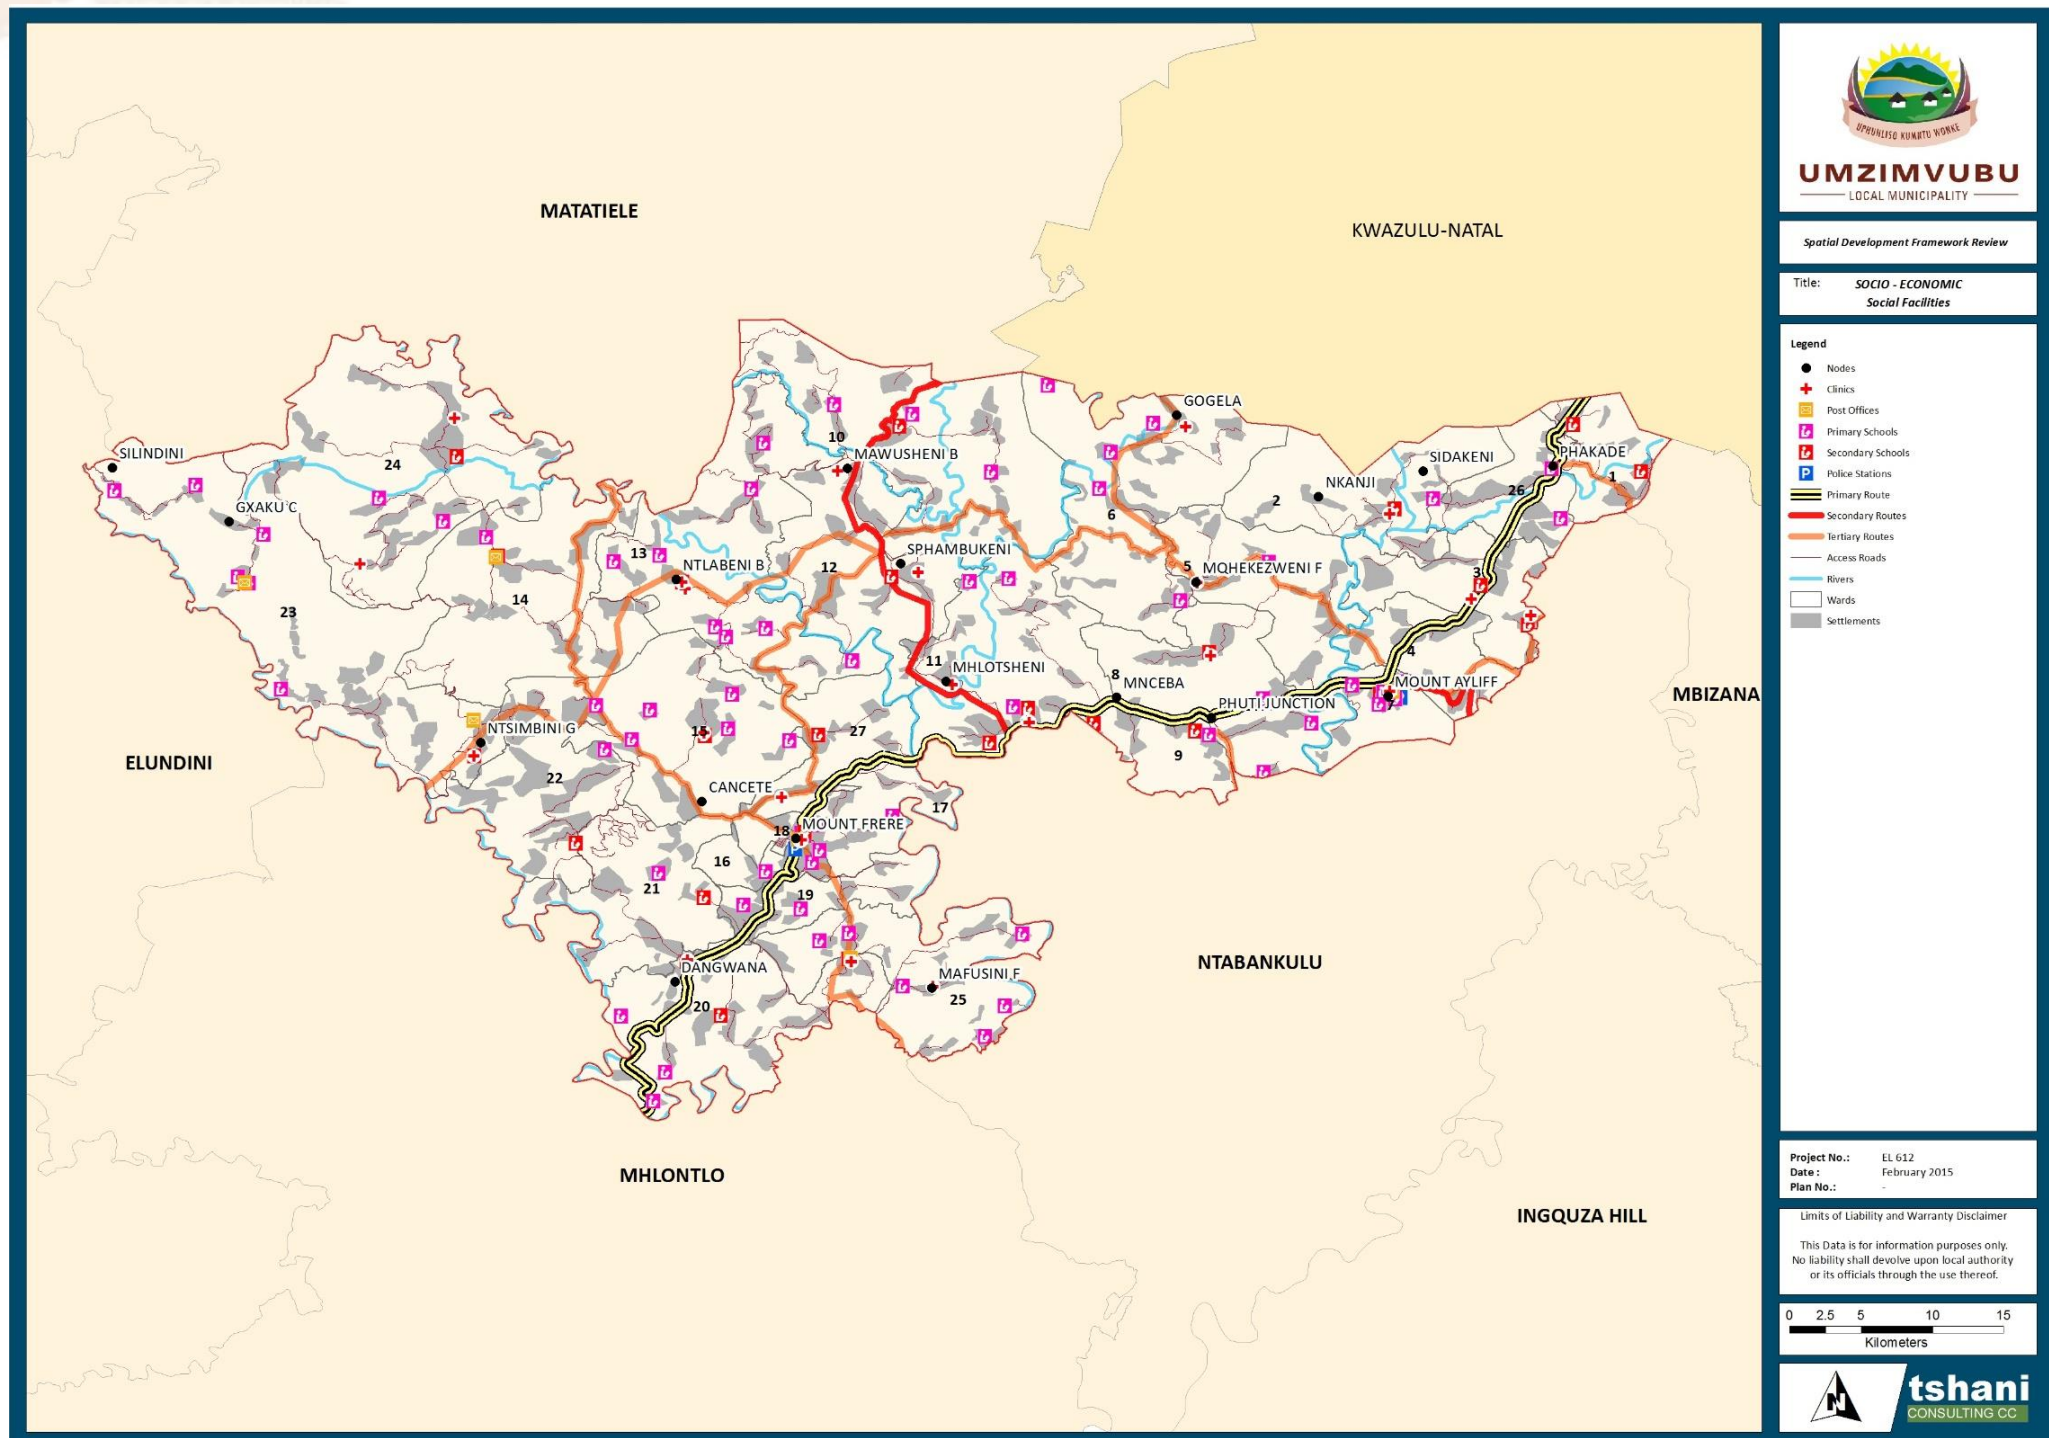 MATATIELE
KWAZULU-NATAL
GOGELA
SILINDINI
24
10
MAWUSHENI B
SIDAKENI
PHAKADE
NKANJI
2
26
1
GXAKU C
6
13
NTLABENI B
SPHAMBUKENI
12
5
MQHEKEZWENI F
3
14
23
11
MHLOTSHENI
4
8
MNCEBA
MOUNT AYLIFF
7
MBIZANA
PHUTI JUNCTION
NTSIMBINI G
15
27
9
ELUNDINI
22
CANCETE
17
18
MOUNT FRERE
16
21
19
DANGWANA
MAFUSINI F
25
20
NTABANKULU
MHLONTLO
INGQUZA HILL
UPHUHLISO KUMNTU WONKE
UMZIMVUBU
LOCAL MUNICIPALITY
Spatial Development Framework Review
Title: SOCIO - ECONOMIC
Social Facilities
Legend
Nodes
Clinics
Post Offices
Primary Schools
Secondary Schools
P Police Stations
Primary Route
Secondary Routes
Tertiary Routes
Access Roads
Rivers
Wards
Settlements
Project No.: EL 612
Date : February 2015
Plan No.: -
Limits of Liability and Warranty Disclaimer
This Data is for information purposes only.
No liability shall devolve upon local authority
or its officials through the use thereof.
0 2.5 5 10 15
Kilometers
N
tshani
CONSULTING CC